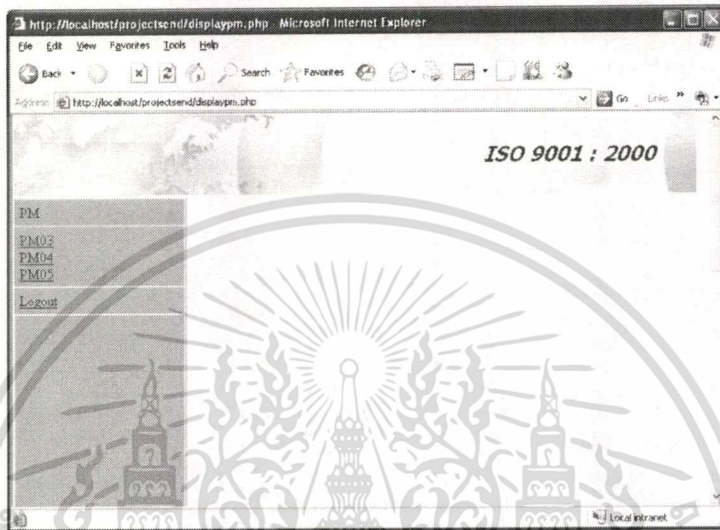 http://localhost/projectsend/displaypm.php - Microsoft Internet Explorer
File Edit View Favorites Tools Help
Back Search Favorites
Address http://localhost/projectsend/displaypm.php Go Links »
ISO 9001 : 2000
PM
PM03
PM04
PM05
Logout
Local intranet